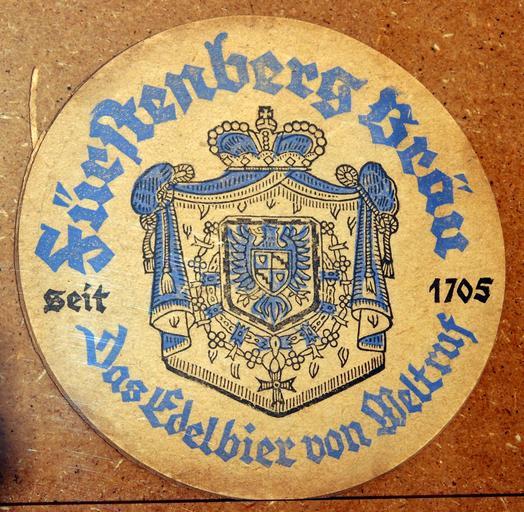 Fürstenberg Bräu
seit
1705
Das Edelbier von Weltruf